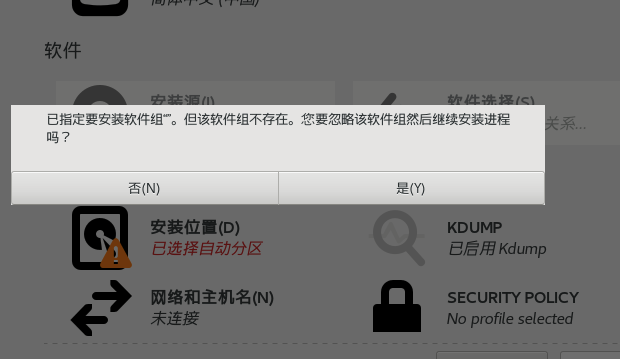 简体中文 (中国)
软件
安装源(I)
软件选择(S)
关系...
已指定要安装软件组“”。但该软件组不存在。您要忽略该软件组然后继续安装进程
吗？
否(N)
是(Y)
安装位置(D)
已选择自动分区
KDUMP
已启用 Kdump
网络和主机名(N)
未连接
SECURITY POLICY
No profile selected